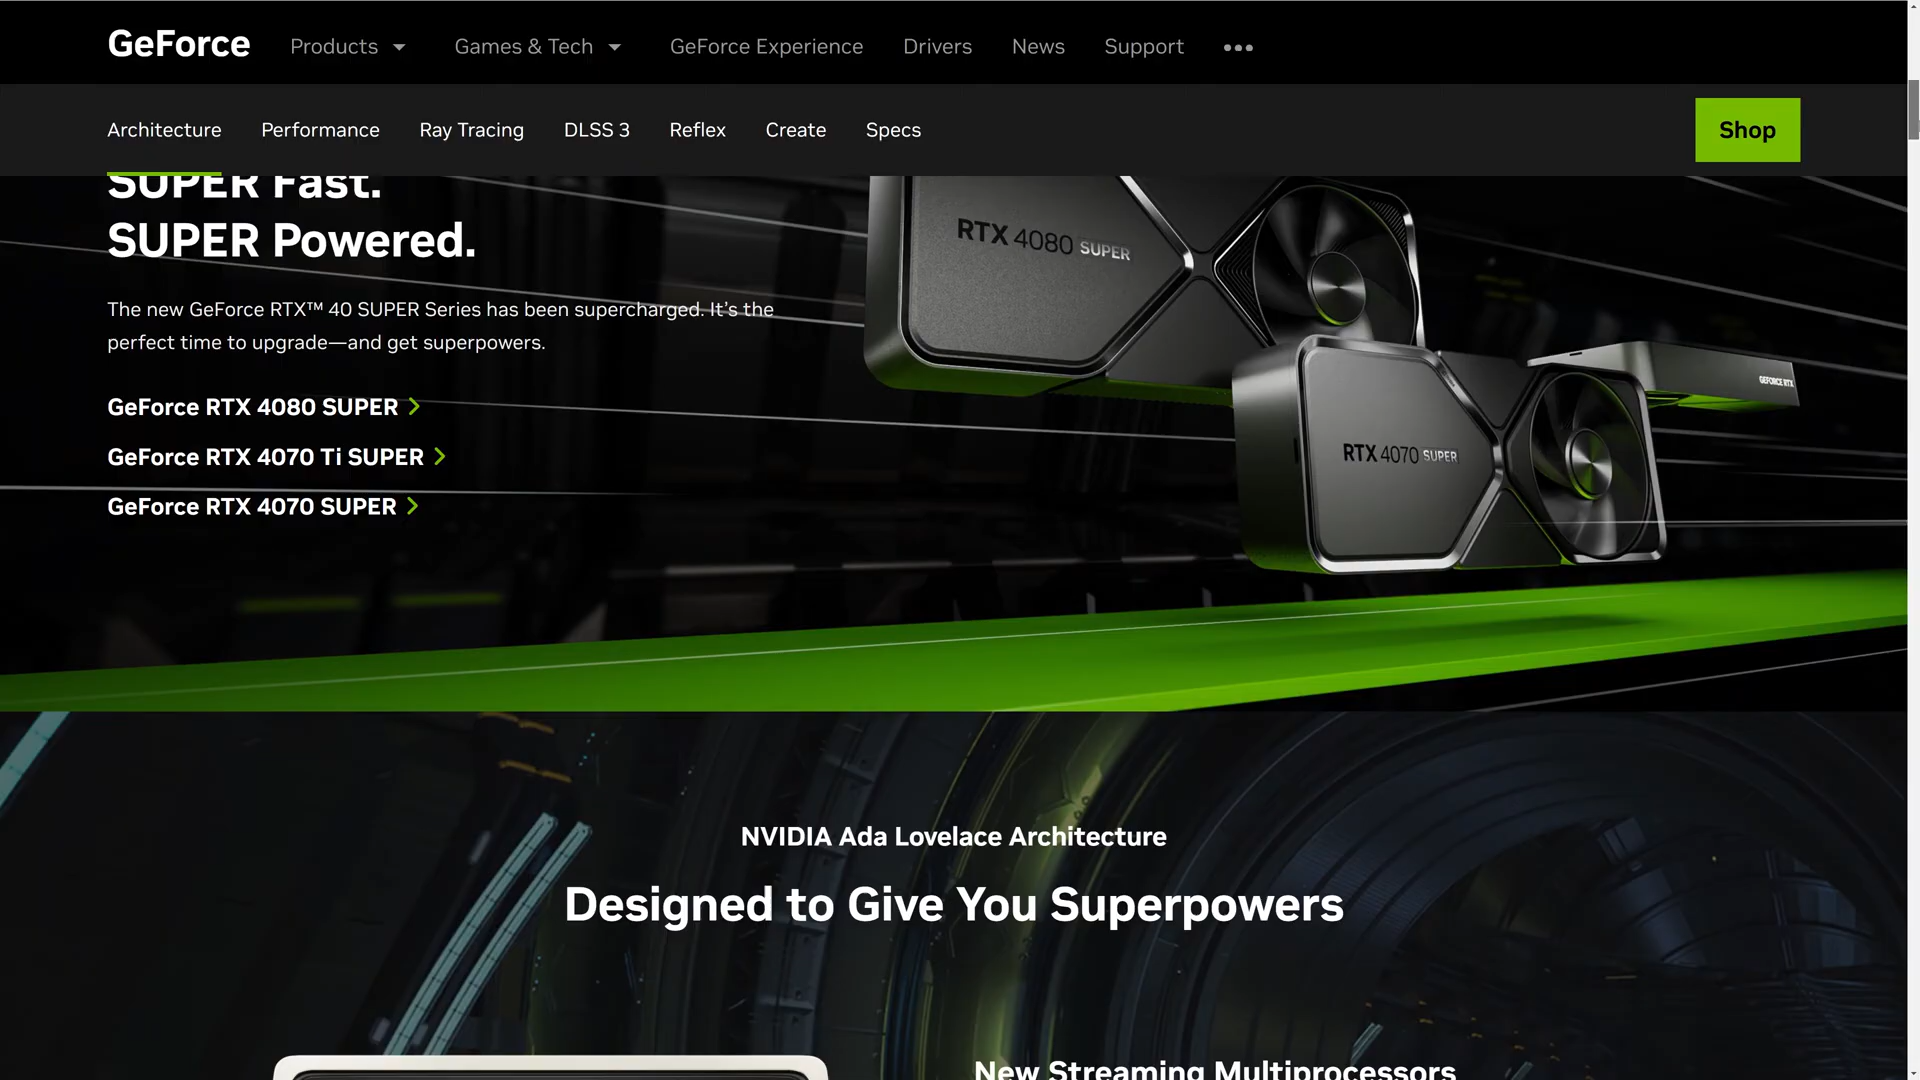 GeForce
Products
Games & Tech
GeForce Experience
Drivers
News
Support
Architecture
Performance
Ray Tracing
DLSS 3
Reflex
Create
Specs
Shop
SUPER Fast.
SUPER Powered.
The new GeForce RTX™ 40 SUPER Series has been supercharged. It’s the
perfect time to upgrade—and get superpowers.
GeForce RTX 4080 SUPER
GeForce RTX 4070 Ti SUPER
GeForce RTX 4070 SUPER
RTX 4080 SUPER
GEFORCE RTX
RTX 4070 SUPER
NVIDIA Ada Lovelace Architecture
Designed to Give You Superpowers
New Streaming Multiprocessors